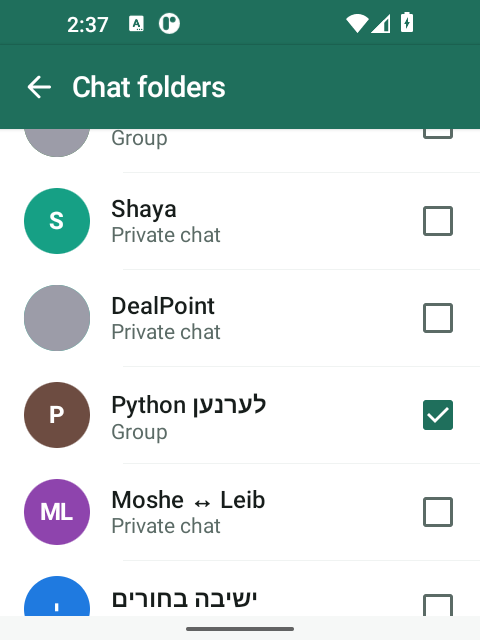 2:37
A
Chat folders
Group
S
Shaya
Private chat
DealPoint
Private chat
P
Python לערנען
Group
ML
Moshe ↔ Leib
Private chat
י
ישיבה בחורים